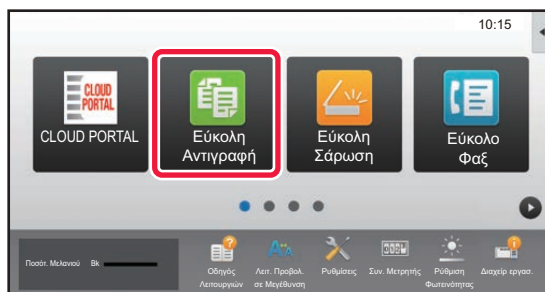 10:15
CLOUD
PORTAL
CLOUD PORTAL
Εύκολη
Αντιγραφή
Εύκολη
Σάρωση
Εύκολο
Φαξ
Ποσότ. Μελανιού Bk
Οδηγός
Λειτουργιών
Λειτ. Προβολ.
σε Μεγέθυνση
Ρυθμίσεις
Συν. Μετρητής
Ρύθμιση
Φωτεινότητας
Διαχείρ εργασ.